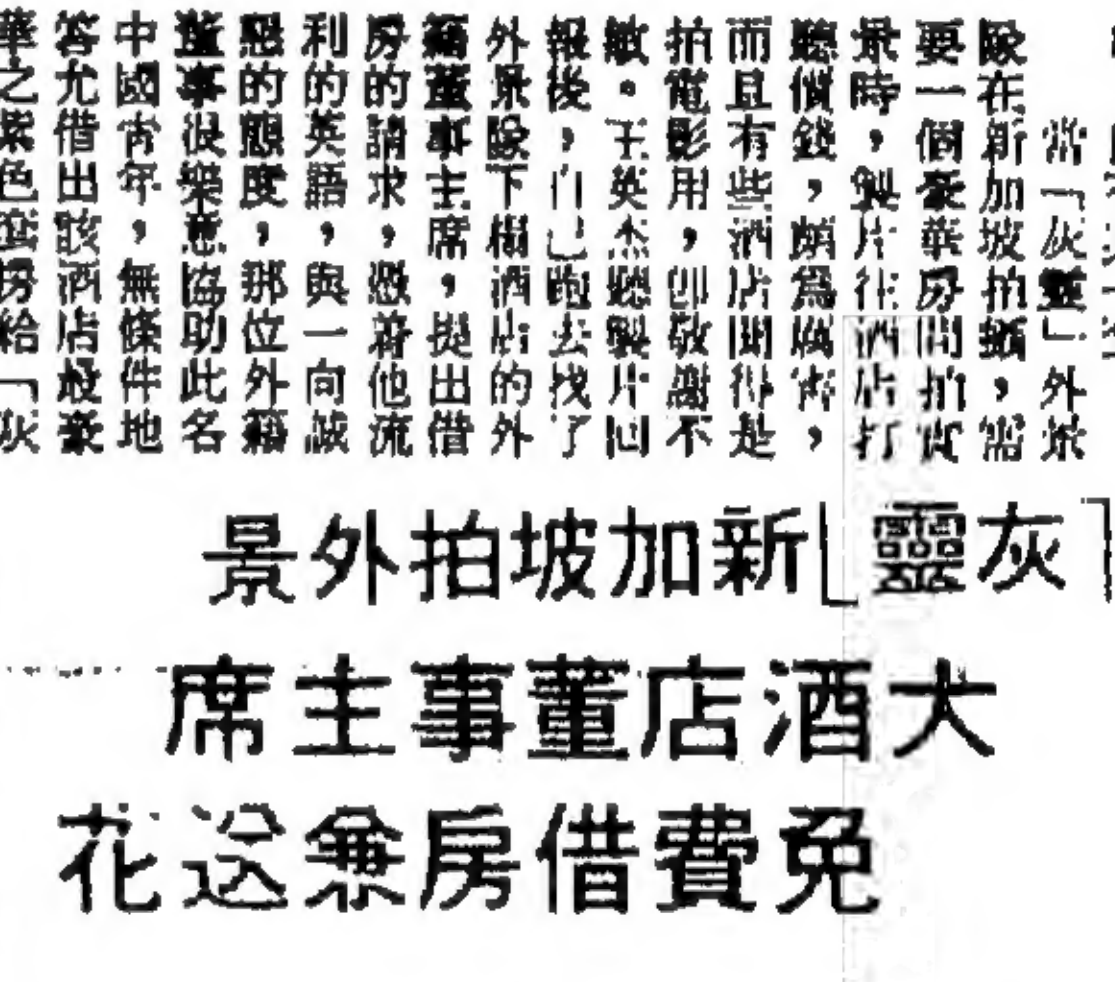 「灰靈」新加坡拍外景
大酒店董事主席
免費借房兼送花
當「灰靈」外景
隊在新加坡拍攝，需
要一個豪華房間拍實
景時，製片往酒店打
聽價錢，頗爲厲害，
而且有些酒店聞得是
拍電影用，即敬謝不
敏。王英杰聽製片回
報後，自己跑去找了
外景隊下榻酒店的外
籍董事主席，提出借
房的請求，憑着他流
利的英語，與一向誠
懇的態度，那位外籍
董事很樂意協助此名
中國青年，無條件地
答允借出該酒店最豪
華之紫色套房給「灰